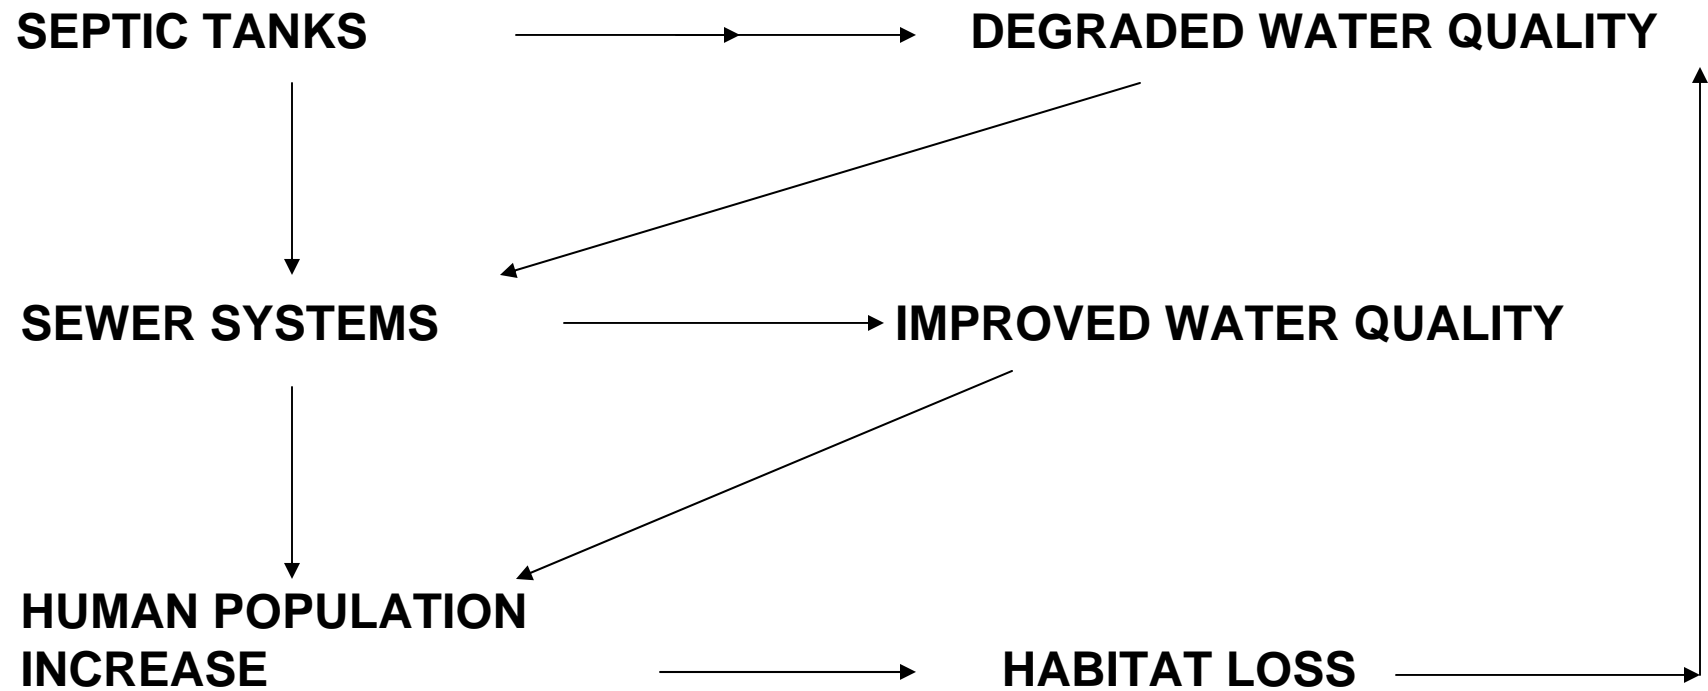 SEPTIC TANKS
DEGRADED WATER QUALITY
SEWER SYSTEMS
IMPROVED WATER QUALITY
HUMAN POPULATION
INCREASE
HABITAT LOSS